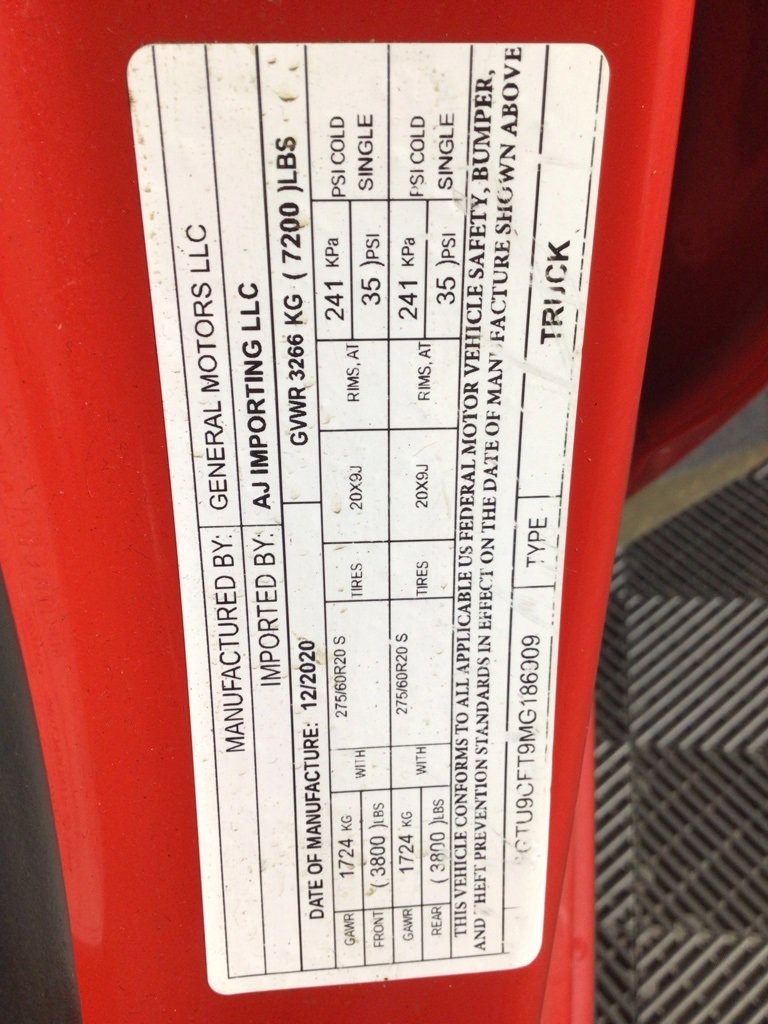 MANUFACTURED BY: GENERAL MOTORS LLC
IMPORTED BY: AJ IMPORTING LLC
DATE OF MANUFACTURE: 12/2020 GVWR 3266 KG ( 7200 )LBS
GAWR 1724 KG WITH 275/60R20 S TIRES 20X9J RIMS, AT 241 KPa PSI COLD
FRONT ( 3800 )LBS 35 )PSI SINGLE
GAWR 1724 KG WITH 275/60R20 S TIRES 20X9J RIMS, AT 241 KPa PSI COLD
REAR ( 3800 )LBS 35 )PSI SINGLE
THIS VEHICLE CONFORMS TO ALL APPLICABLE US FEDERAL MOTOR VEHICLE SAFETY, BUMPER,
AND THEFT PREVENTION STANDARDS IN EFFECT ON THE DATE OF MANUFACTURE SHOWN ABOVE
TYPE TRUCK